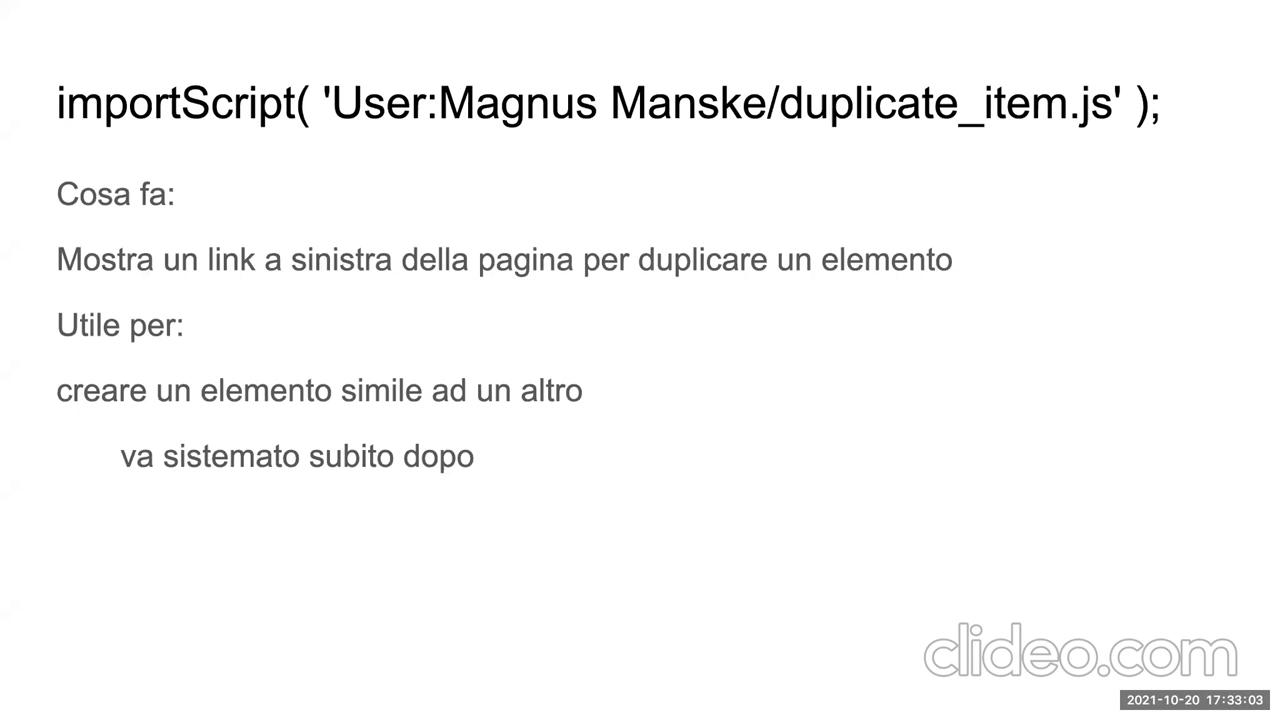 importScript( 'User:Magnus Manske/duplicate_item.js' );
Cosa fa:
Mostra un link a sinistra della pagina per duplicare un elemento
Utile per:
creare un elemento simile ad un altro
va sistemato subito dopo
clideo.com
2021-10-20 17:33:03